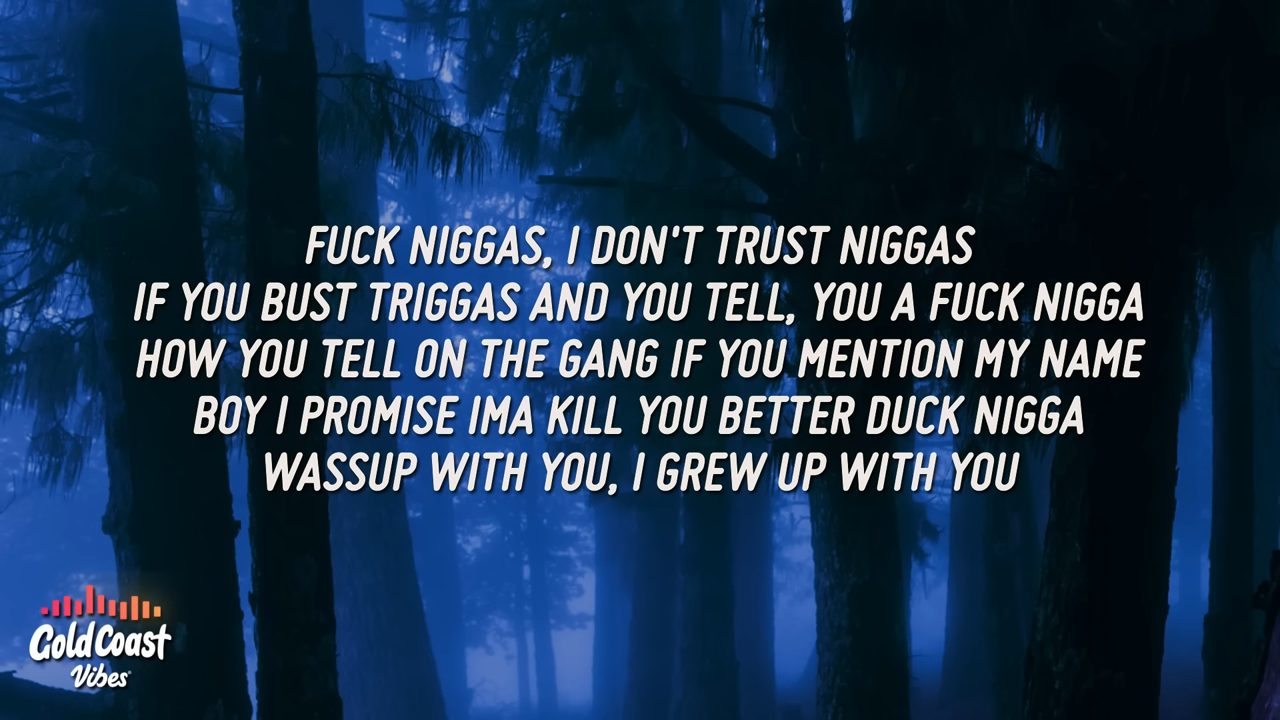 FUCK NIGGAS, I DON'T TRUST NIGGAS
IF YOU BUST TRIGGAS AND YOU TELL, YOU A FUCK NIGGA
HOW YOU TELL ON THE GANG IF YOU MENTION MY NAME
BOY I PROMISE IMA KILL YOU BETTER DUCK NIGGA
WASSUP WITH YOU, I GREW UP WITH YOU
Gold Coast
Vibes